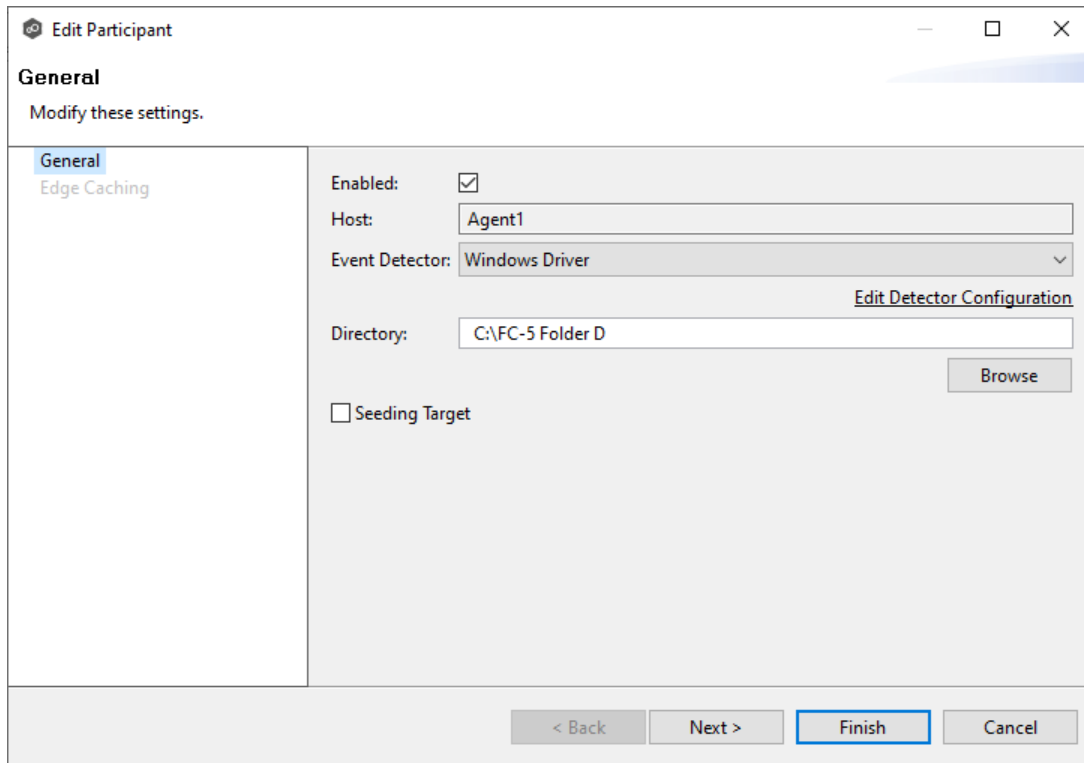 Edit Participant
General
Modify these settings.
General
Edge Caching
Enabled:
Host: Agent1
Event Detector: Windows Driver
Edit Detector Configuration
Directory: C:\FC-5 Folder D
Browse
Seeding Target
< Back Next > Finish Cancel